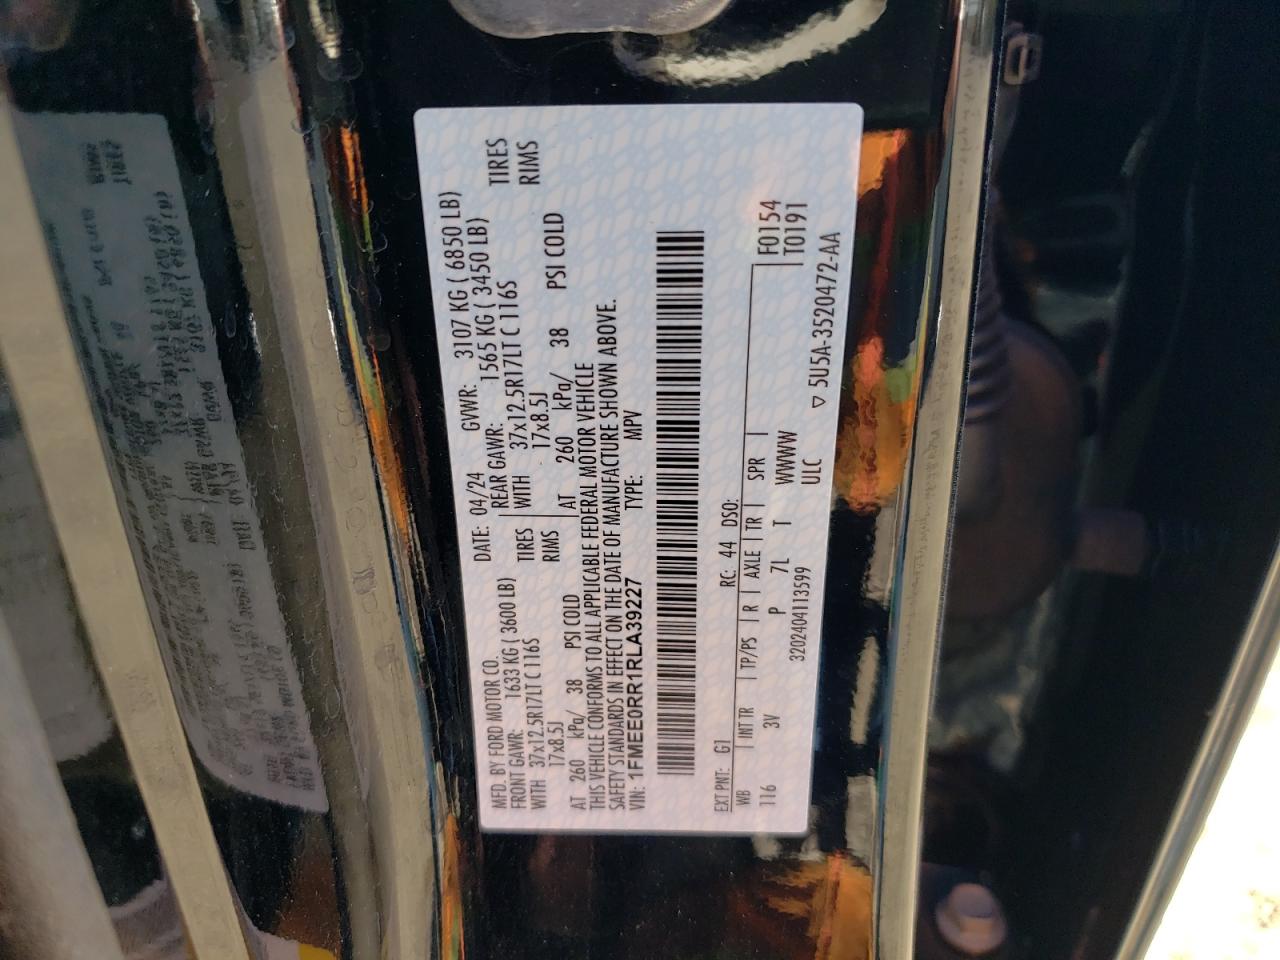 MFD. BY FORD MOTOR CO.
DATE: 04/24 GVWR: 3107 KG ( 6850 LB)
FRONT GAWR: 1633 KG ( 3600 LB) REAR GAWR: 1565 KG ( 3450 LB)
WITH 37x12.5R17LT C 116S TIRES WITH 37x12.5R17LT C 116S TIRES
17x8.5J RIMS 17x8.5J RIMS
AT 260 kPa/ 38 PSI COLD AT 260 kPa/ 38 PSI COLD
THIS VEHICLE CONFORMS TO ALL APPLICABLE FEDERAL MOTOR VEHICLE
SAFETY STANDARDS IN EFFECT ON THE DATE OF MANUFACTURE SHOWN ABOVE.
VIN: 1FMEE0RR1RLA39227 TYPE: MPV
EXT PNT: G1 RC: 44 DSO: F0154
WB INT TR TP/PS R AXLE TR SPR T0191
116 3V P 7L T WWWW
3202404113599 ULC ▽ 5U5A-3520472-AA